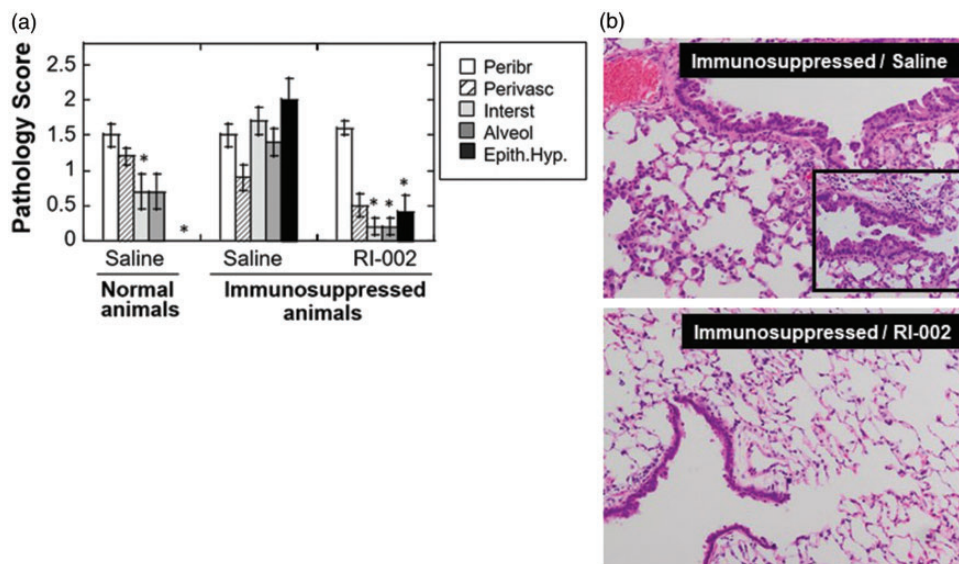 (a)
Pathology Score
2.5
2
1.5
1
0.5
0
*
*
* *
*
Peribr
Perivasc
Interst
Alveol
Epith.Hyp.
Saline
Saline
RI-002
Normal
animals
Immunosuppressed
animals
(b)
Immunosuppressed / Saline
Immunosuppressed / RI-002